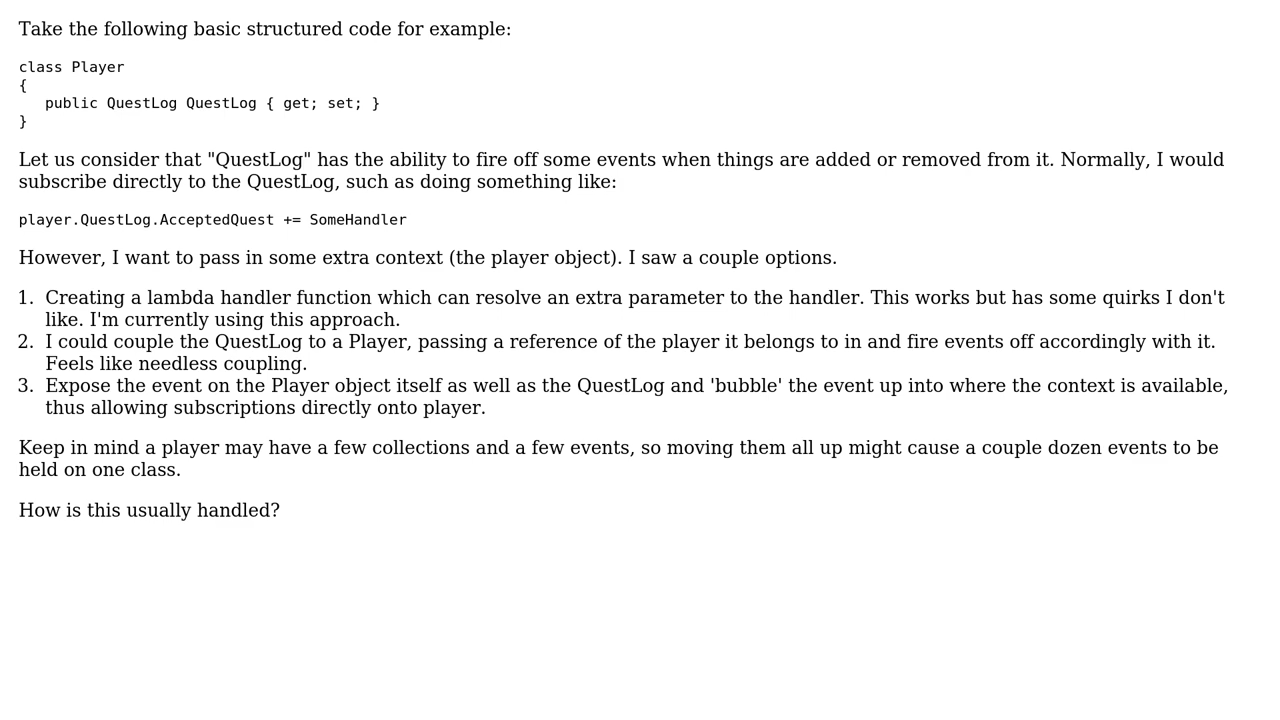 Take the following basic structured code for example:
class Player
{
   public QuestLog QuestLog { get; set; }
}
Let us consider that "QuestLog" has the ability to fire off some events when things are added or removed from it. Normally, I would
subscribe directly to the QuestLog, such as doing something like:
player.QuestLog.AcceptedQuest += SomeHandler
However, I want to pass in some extra context (the player object). I saw a couple options.
1. Creating a lambda handler function which can resolve an extra parameter to the handler. This works but has some quirks I don't
like. I'm currently using this approach.
2. I could couple the QuestLog to a Player, passing a reference of the player it belongs to in and fire events off accordingly with it.
Feels like needless coupling.
3. Expose the event on the Player object itself as well as the QuestLog and 'bubble' the event up into where the context is available,
thus allowing subscriptions directly onto player.
Keep in mind a player may have a few collections and a few events, so moving them all up might cause a couple dozen events to be
held on one class.
How is this usually handled?